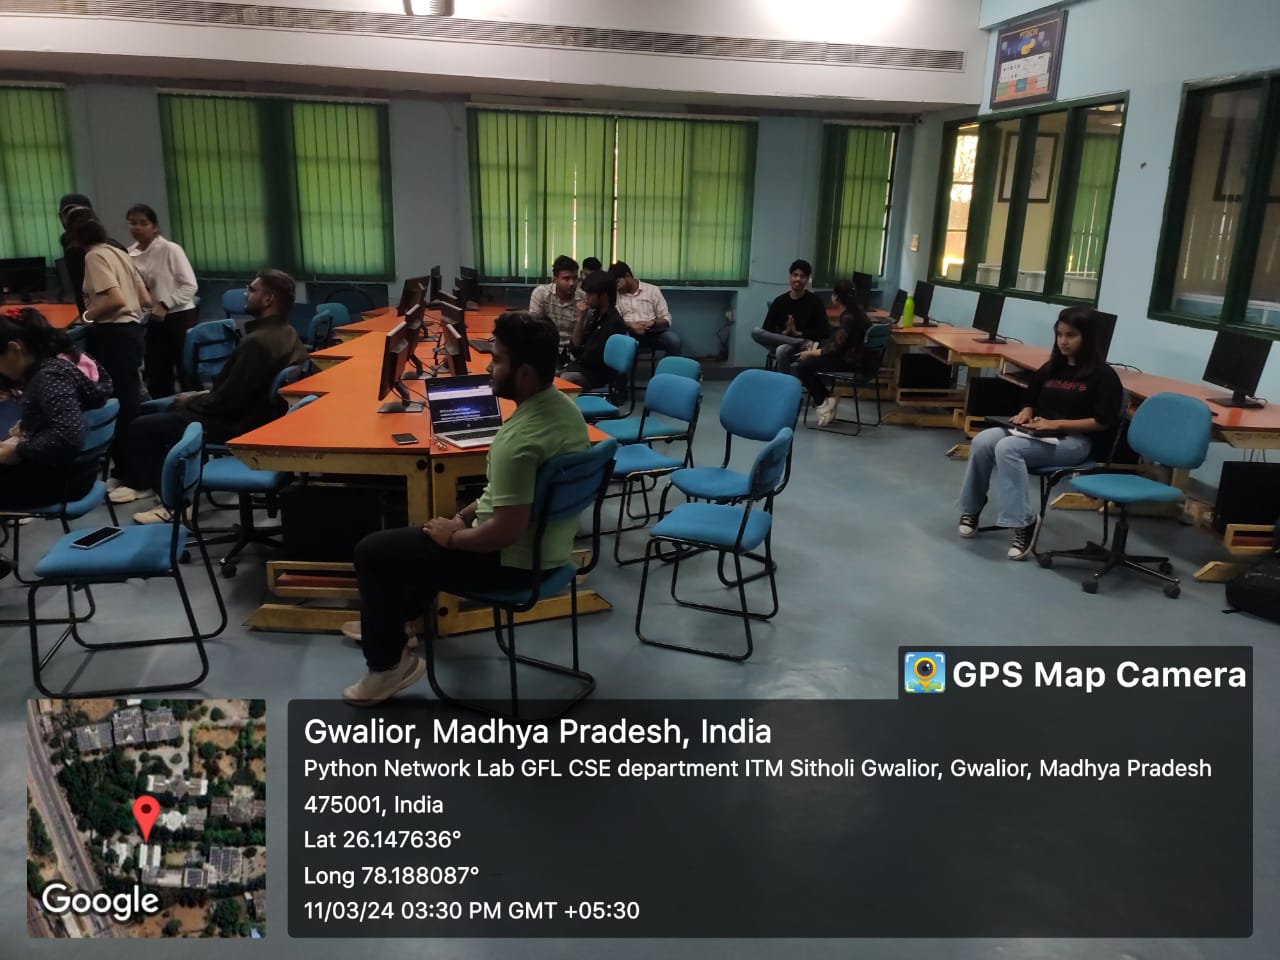 PYTHON
GPS Map Camera
Gwalior, Madhya Pradesh, India
Python Network Lab GFL CSE department ITM Sitholi Gwalior, Gwalior, Madhya Pradesh
475001, India
Lat 26.147636°
Long 78.188087°
11/03/24 03:30 PM GMT +05:30
Google